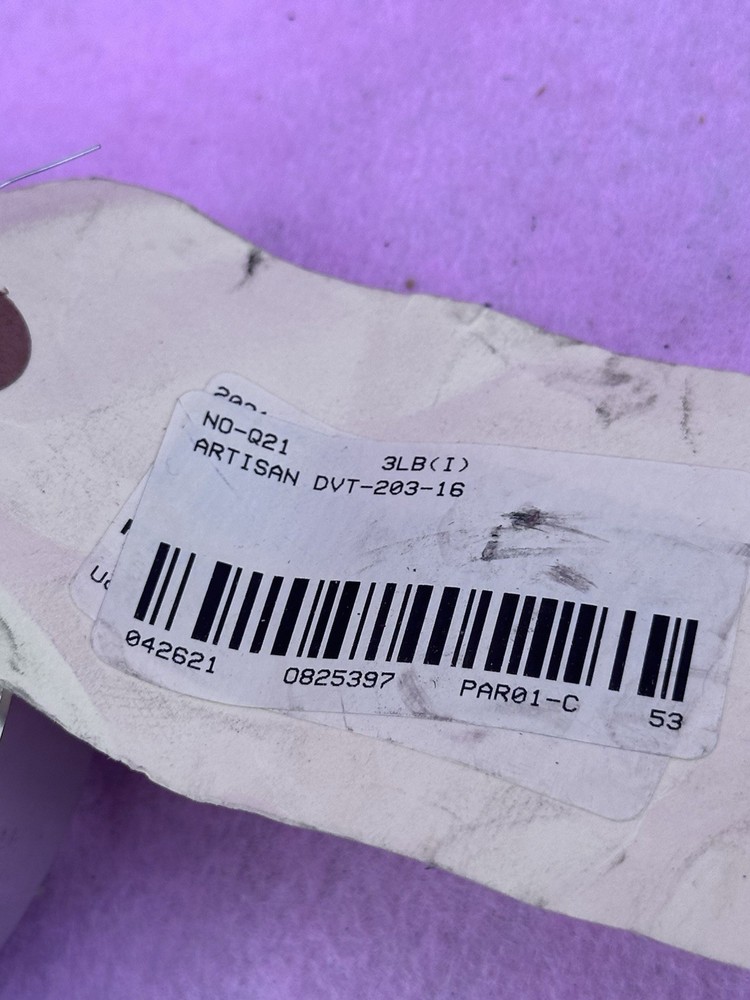 NO-Q21
3LB(I)
ARTISAN DVT-203-16
042621 0825397 PAR01-C 53